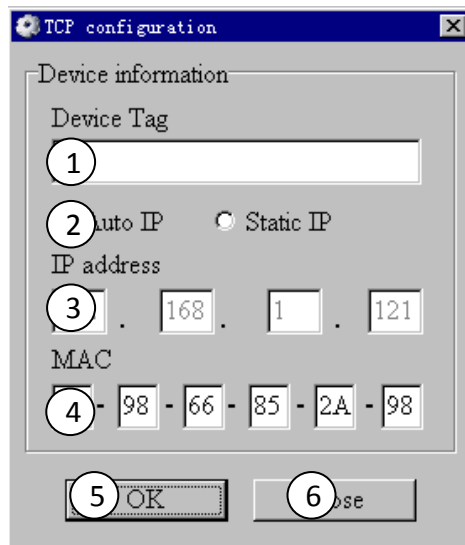 TCP configuration
Device information
Device Tag
1
2 Auto IP Static IP
IP address
3 . 168 . 1 . 121
MAC
4 - 98 - 66 - 85 - 2A - 98
5 OK 6